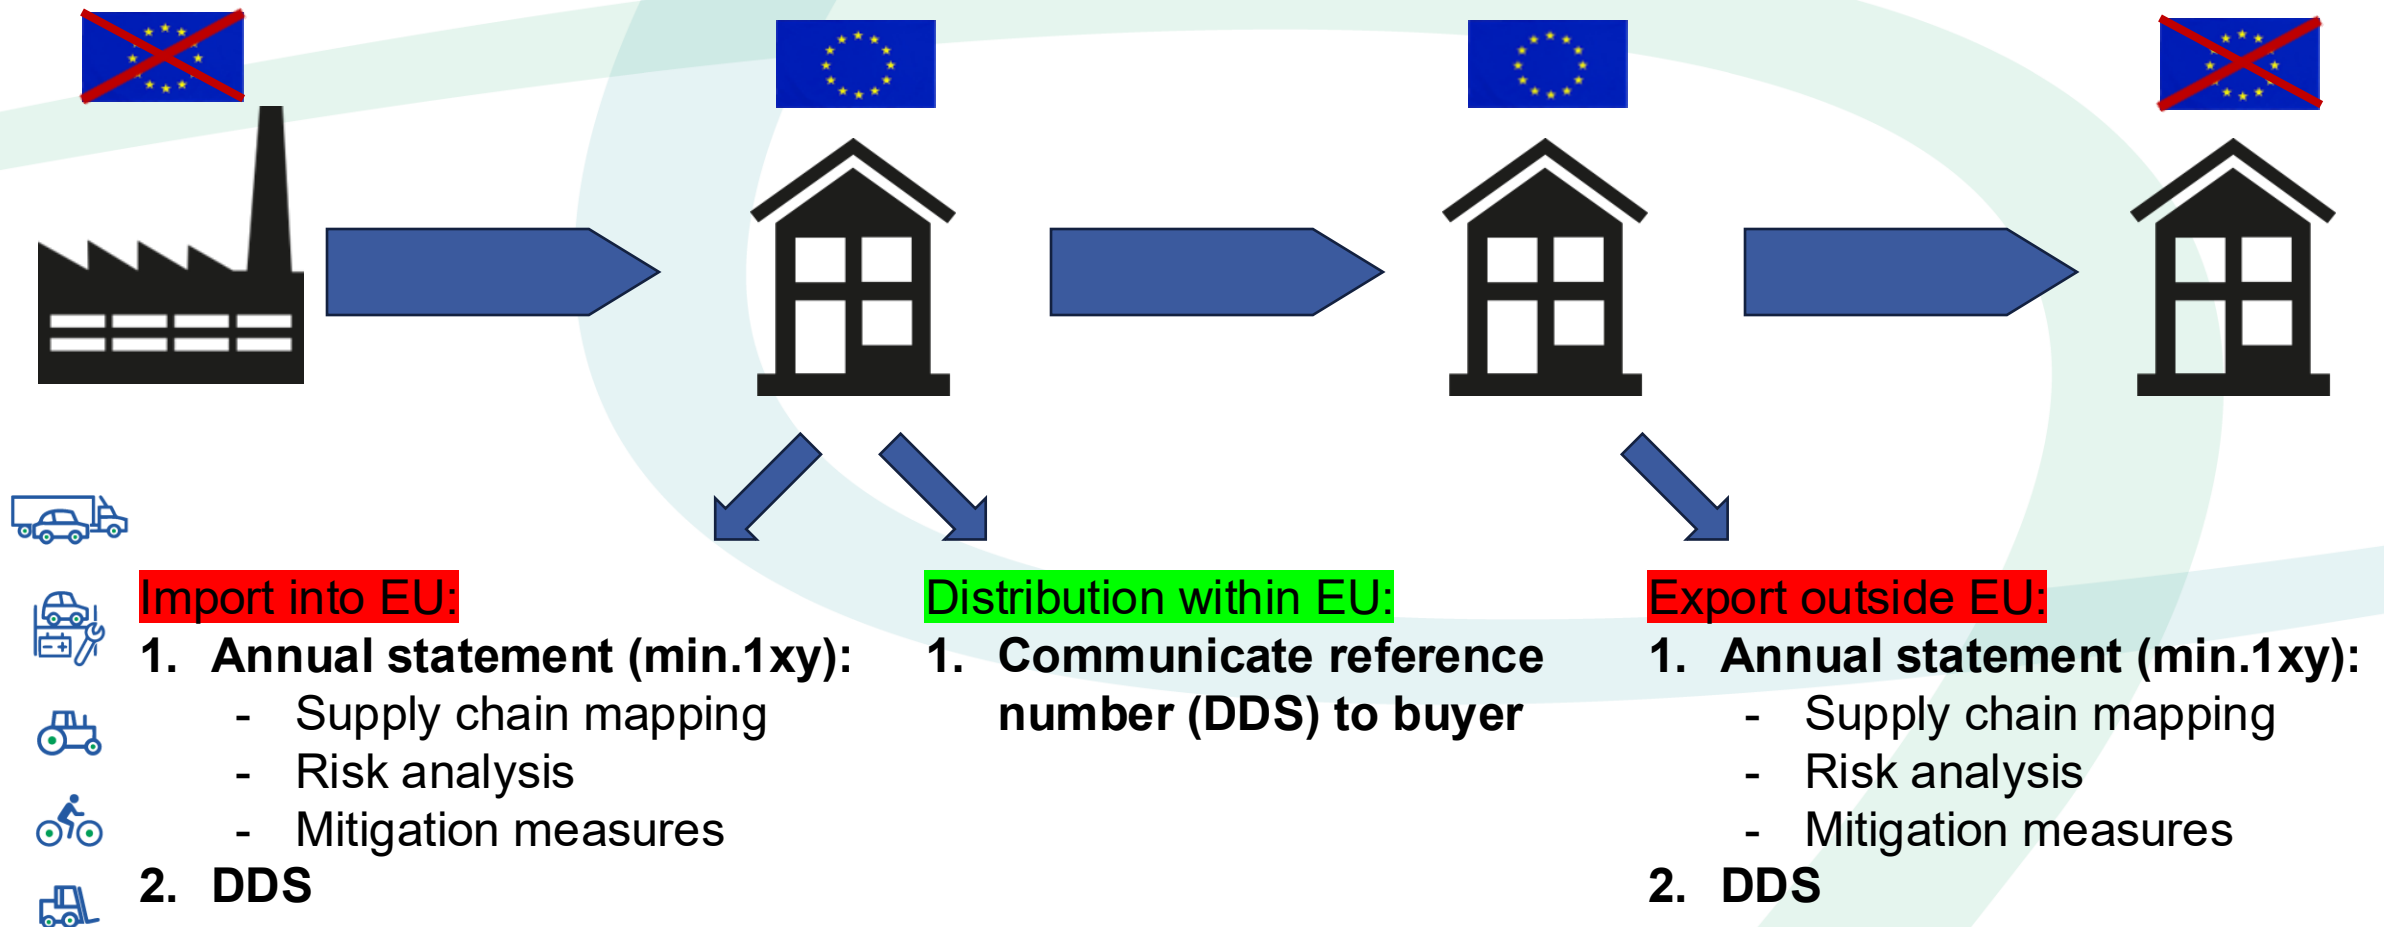 Import into EU:
1. Annual statement (min.1xy):
- Supply chain mapping
- Risk analysis
- Mitigation measures
2. DDS
Distribution within EU:
1. Communicate reference
number (DDS) to buyer
Export outside EU:
1. Annual statement (min.1xy):
- Supply chain mapping
- Risk analysis
- Mitigation measures
2. DDS